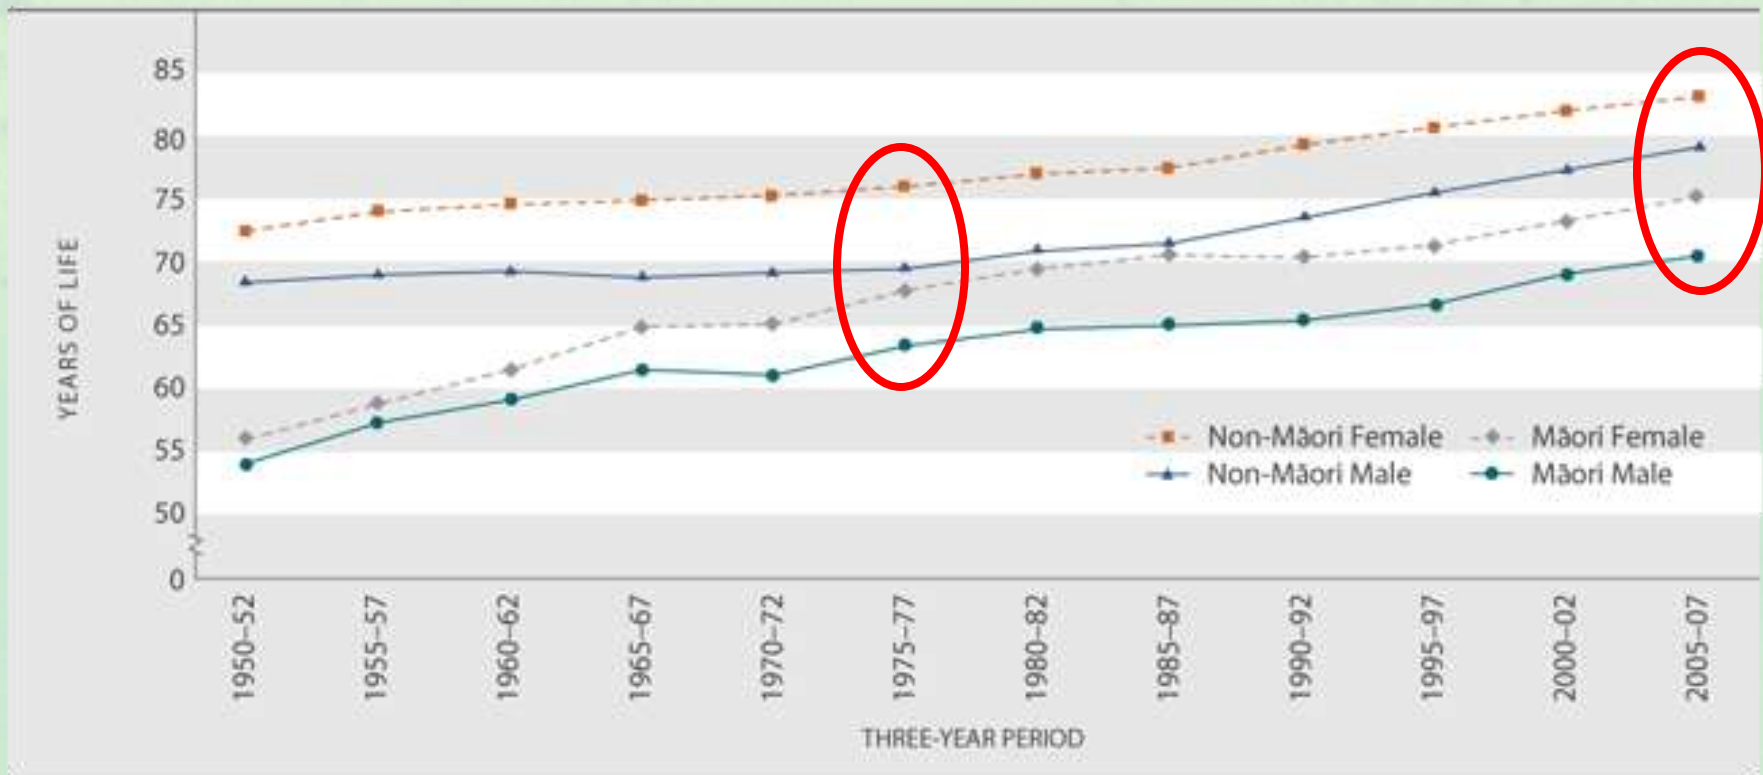 YEARS OF LIFE
85
80
75
70
65
60
55
50
0
Non-Māori Female Māori Female
Non-Māori Male Māori Male
1950–52 1955–57 1960–62 1965–67 1970–72 1975–77 1980–82 1985–87 1990–92 1995–97 2000–02 2005–07
THREE-YEAR PERIOD